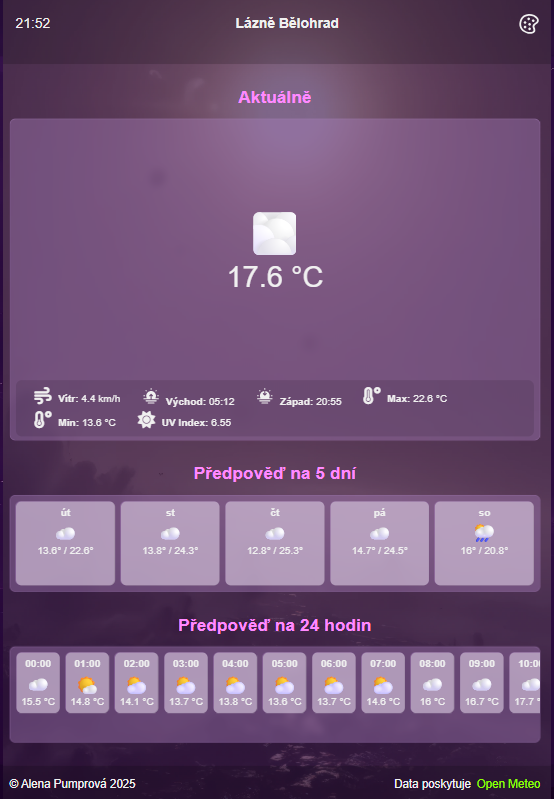 21:52 Lázně Bělohrad
Aktuálně
17.6 °C
Vítr: 4.4 km/h Východ: 05:12 Západ: 20:55 Max: 22.6 °C
Min: 13.6 °C UV Index: 6.55
Předpověď na 5 dní
út st čt pá so
13.6° / 22.6° 13.8° / 24.3° 12.8° / 25.3° 14.7° / 24.5° 16° / 20.8°
Předpověď na 24 hodin
00:00 01:00 02:00 03:00 04:00 05:00 06:00 07:00 08:00 09:00 10:00
15.5 °C 14.8 °C 14.1 °C 13.7 °C 13.8 °C 13.6 °C 13.7 °C 14.6 °C 16 °C 16.7 °C 17.7 °
© Alena Pumprová 2025 Data poskytuje Open Meteo